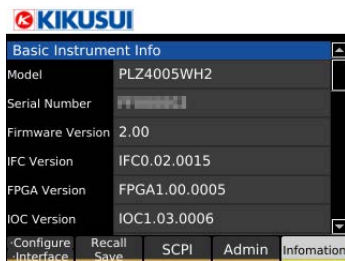 KIKUSUI
Basic Instrument Info
Model PLZ4005WH2
Serial Number
Firmware Version 2.00
IFC Version IFC0.02.0015
FPGA Version FPGA1.00.0005
IOC Version IOC1.03.0006
·Configure Recall SCPI Admin Infomation
·Interface Save